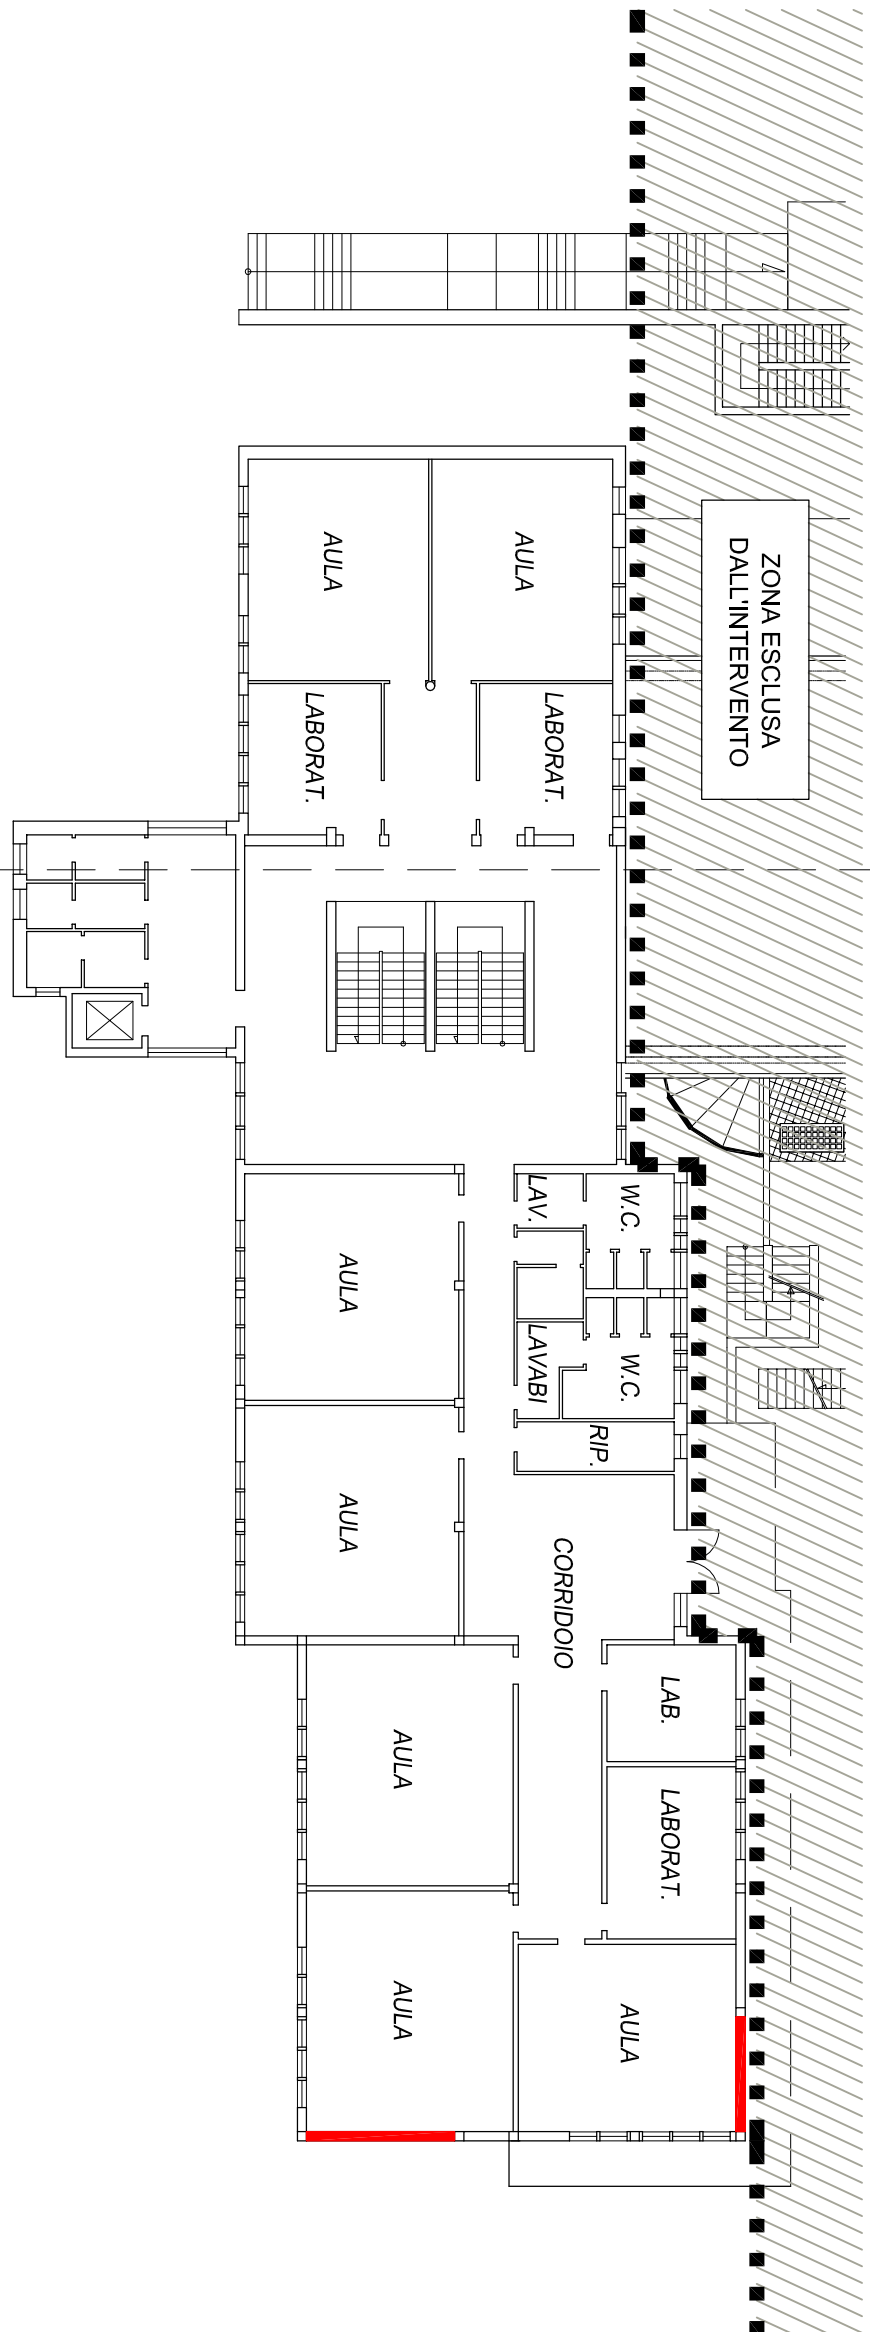 ZONA ESCLUSA
DALL'INTERVENTO
AULA
AULA
LABORAT.
LABORAT.
LAV.
W.C.
AULA
LAVABI
W.C.
RIP.
AULA
CORRIDOIO
LAB.
AULA
LABORAT.
AULA
AULA